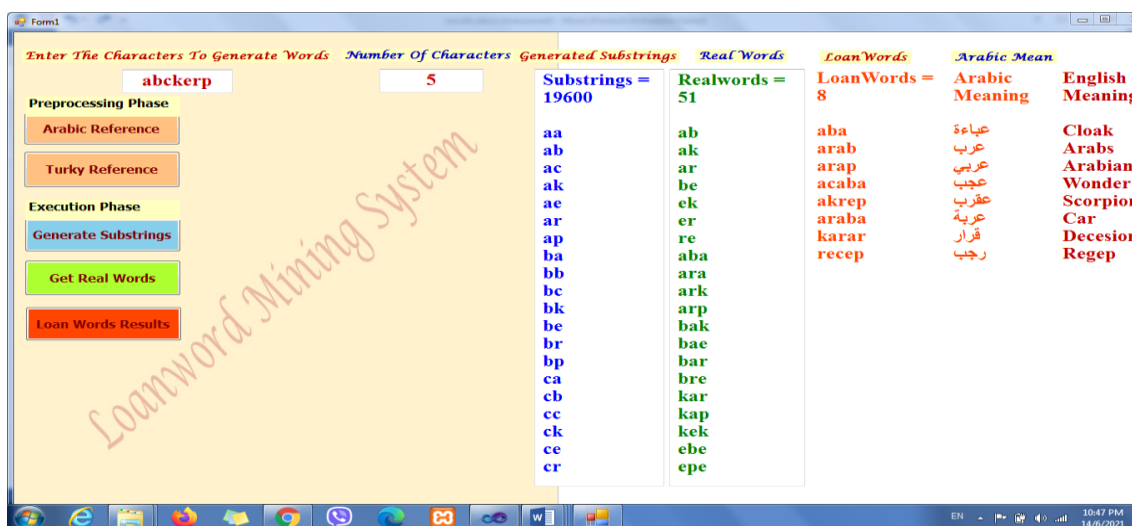 Form1
Enter The Characters To Generate Words
Number Of Characters
Generated Substrings
Real Words
LoanWords
Arabic Mean
abckerp
5
Preprocessing Phase
Arabic Reference
Turky Reference
Execution Phase
Generate Substrings
Get Real Words
Loan Words Results
Loanword Mining System
Substrings =
19600
aa
ab
ac
ak
ae
ar
ap
ba
bb
bc
bk
be
br
bp
ca
cb
cc
ck
ce
cr
Realwords =
51
ab
ak
ar
be
ek
er
re
aba
ara
ark
arp
bak
bae
bar
bre
kar
kap
kek
ebe
epe
LoanWords =
8
aba
arab
arap
acaba
akrep
araba
karar
recep
Arabic
Meaning
عباءة
عرب
عربي
عجب
عقرب
عربة
قرار
رجب
English
Meaning
Cloak
Arabs
Arabian
Wonder
Scorpion
Car
Decesion
Regep
EN
10:47 PM
14/6/2021